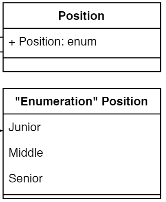 Position
+ Position: enum
"Enumeration" Position
Junior
Middle
Senior